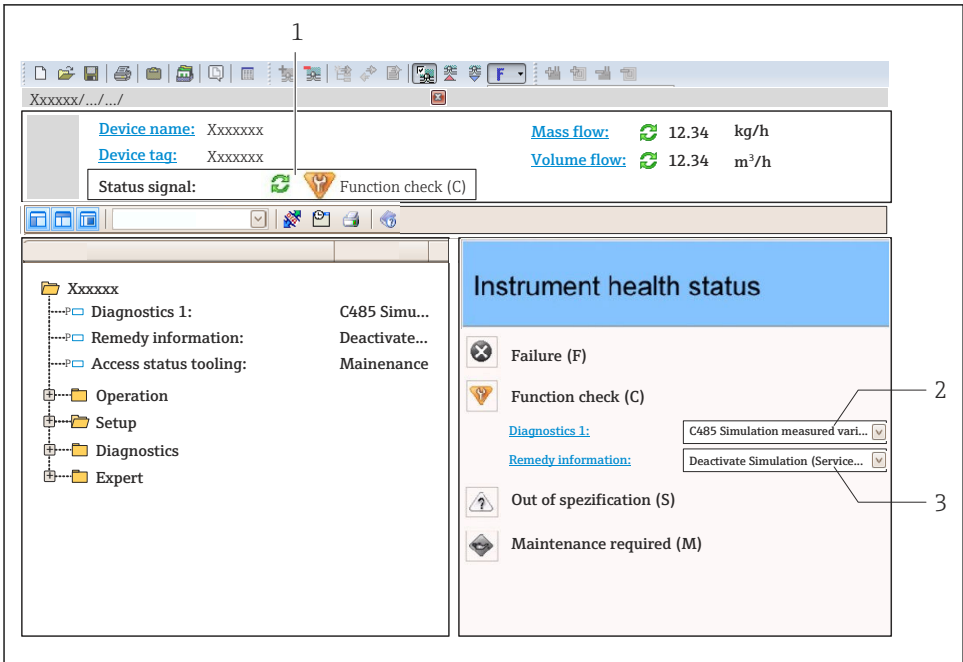 1
F
Xxxxxx/.../.../
Device name: Xxxxxxx Mass flow: 12.34 kg/h
Device tag: Xxxxxxx Volume flow: 12.34 m³/h
Status signal: Function check (C)
Xxxxxx
P Diagnostics 1: C485 Simu...
P Remedy information: Deactivate...
P Access status tooling: Mainenance
Operation
Setup
Diagnostics
Expert
Instrument health status
Failure (F)
Function check (C)
Diagnostics 1: C485 Simulation measured vari... 2
Remedy information: Deactivate Simulation (Service... 3
Out of spezification (S)
Maintenance required (M)